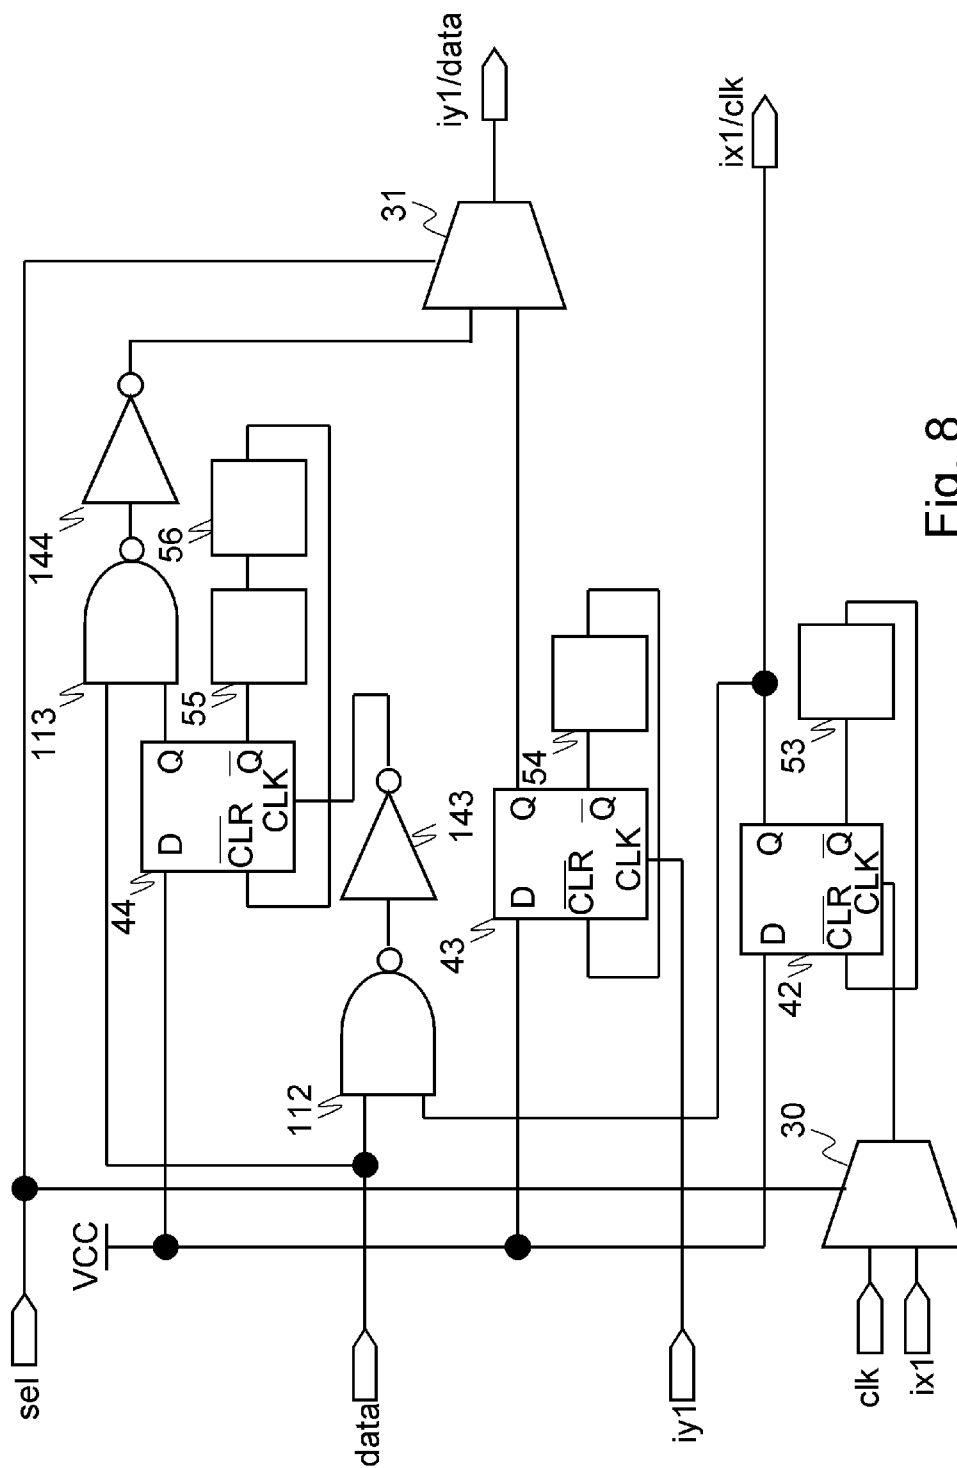 sel
VCC
data
iy1
clk
ix1
30
112
143
113
144
44
D
Q
CLR
Q
CLK
55
56
43
D
Q
CLR
Q
CLK
54
42
D
Q
CLR
Q
CLK
53
31
iy1/data
ix1/clk
Fig. 8